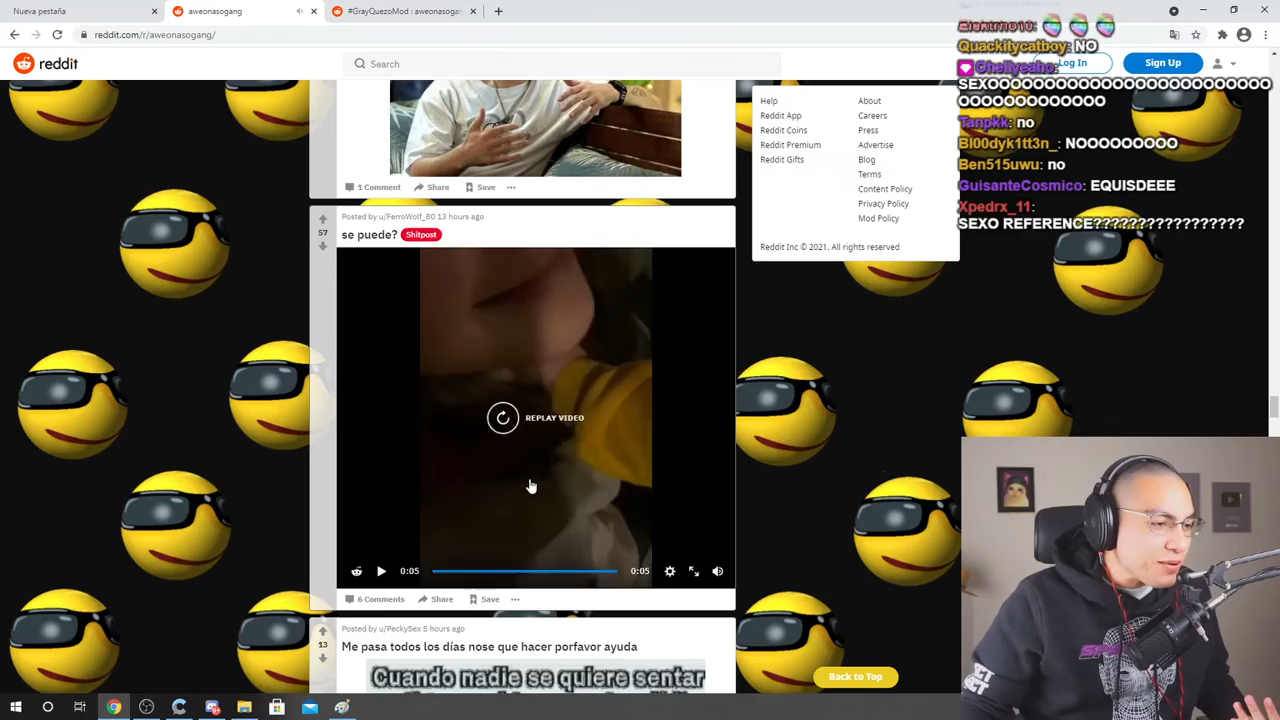 Nueva pestaña
aweonasogang
#GrayQuezoMod : aweonasogan
reddit.com/r/aweonasogang/
reddit
Search
Log In
Sign Up
Elektrno10:
Quackitycatboy: NO
Chellyeaho:
SEXOOOOOOOOOOOOOOOOOOOOOOO
OOOOOOOOOOOOO
Tanpkk: no
Bl00dyk1tt3n_: NOOOOOOOOO
Ben515uwu: no
GuisanteCosmico: EQUISDEEE
Xpedrx_11:
SEXO REFERENCE?????????????????
Help
About
Reddit App
Careers
Reddit Coins
Press
Reddit Premium
Advertise
Reddit Gifts
Blog
Terms
Content Policy
Privacy Policy
Mod Policy
Reddit Inc © 2021. All rights reserved
1 Comment
Share
Save
57
Posted by u/FerroWolf_80 13 hours ago
se puede? Shitpost
REPLAY VIDEO
0:05
0:05
6 Comments
Share
Save
13
Posted by u/PeckySex 5 hours ago
Me pasa todos los días nose que hacer porfavor ayuda
Cuando nadie se quiere sentar
Back to Top